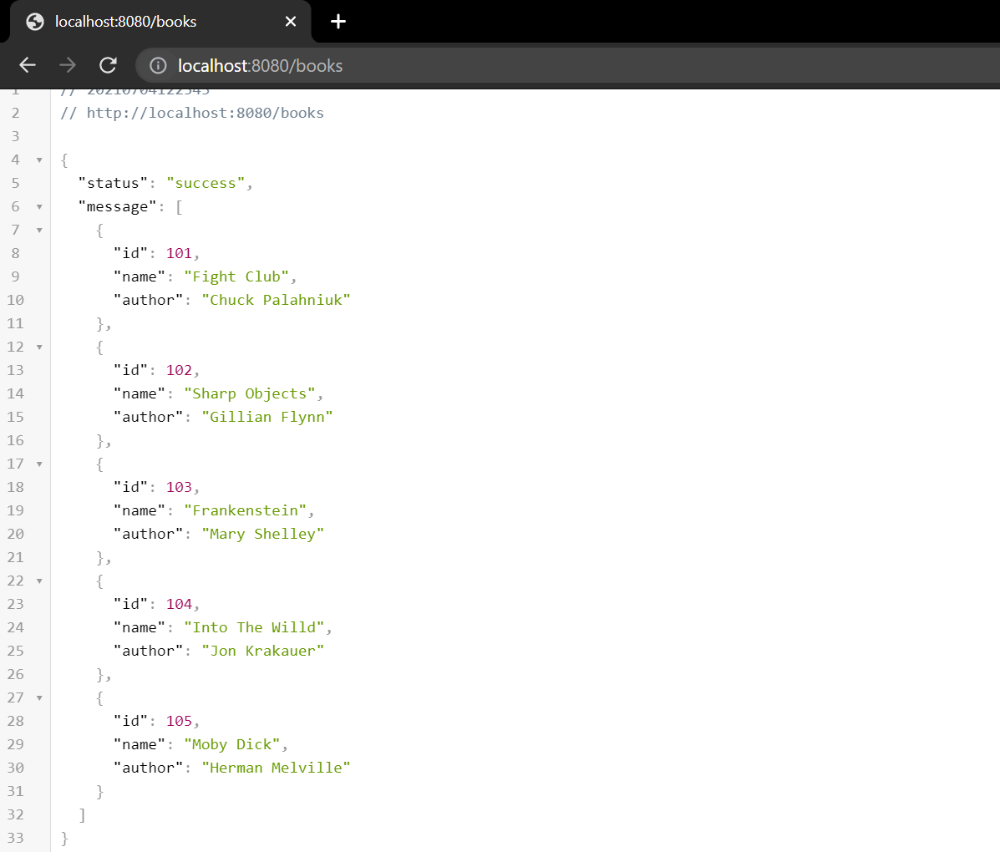 localhost:8080/books
localhost:8080/books
1 // 20210704122545
2 // http://localhost:8080/books
3
4 {
5 "status": "success",
6 "message": [
7 {
8 "id": 101,
9 "name": "Fight Club",
10 "author": "Chuck Palahniuk"
11 },
12 {
13 "id": 102,
14 "name": "Sharp Objects",
15 "author": "Gillian Flynn"
16 },
17 {
18 "id": 103,
19 "name": "Frankenstein",
20 "author": "Mary Shelley"
21 },
22 {
23 "id": 104,
24 "name": "Into The Willd",
25 "author": "Jon Krakauer"
26 },
27 {
28 "id": 105,
29 "name": "Moby Dick",
30 "author": "Herman Melville"
31 }
32 ]
33 }